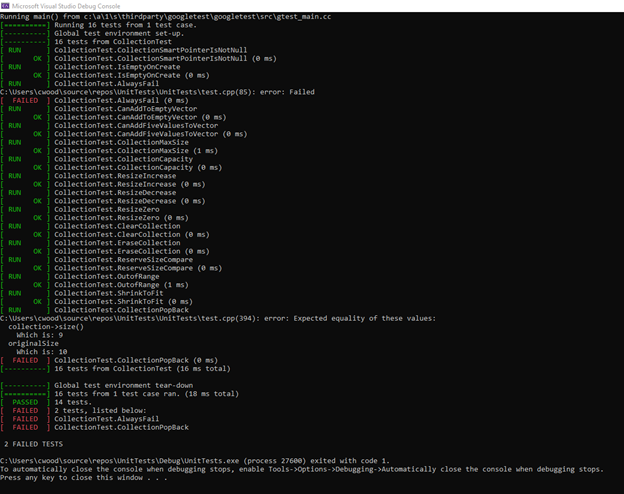 Microsoft Visual Studio Debug Console
Running main() from c:\a\1\s\thirdparty\googletest\googletest\src\gtest_main.cc
[==========] Running 16 tests from 1 test case.
[----------] Global test environment set-up.
[----------] 16 tests from CollectionTest
[ RUN      ] CollectionTest.CollectionSmartPointerIsNotNull
[       OK ] CollectionTest.CollectionSmartPointerIsNotNull (0 ms)
[ RUN      ] CollectionTest.IsEmptyOnCreate
[       OK ] CollectionTest.IsEmptyOnCreate (0 ms)
[ RUN      ] CollectionTest.AlwaysFail
C:\Users\cwood\source\repos\UnitTests\UnitTests\test.cpp(85): error: Failed
[  FAILED  ] CollectionTest.AlwaysFail (0 ms)
[ RUN      ] CollectionTest.CanAddToEmptyVector
[       OK ] CollectionTest.CanAddToEmptyVector (0 ms)
[ RUN      ] CollectionTest.CanAddFiveValuesToVector
[       OK ] CollectionTest.CanAddFiveValuesToVector (0 ms)
[ RUN      ] CollectionTest.CollectionMaxSize
[       OK ] CollectionTest.CollectionMaxSize (1 ms)
[ RUN      ] CollectionTest.CollectionCapacity
[       OK ] CollectionTest.CollectionCapacity (0 ms)
[ RUN      ] CollectionTest.ResizeIncrease
[       OK ] CollectionTest.ResizeIncrease (0 ms)
[ RUN      ] CollectionTest.ResizeDecrease
[       OK ] CollectionTest.ResizeDecrease (0 ms)
[ RUN      ] CollectionTest.ResizeZero
[       OK ] CollectionTest.ResizeZero (0 ms)
[ RUN      ] CollectionTest.ClearCollection
[       OK ] CollectionTest.ClearCollection (0 ms)
[ RUN      ] CollectionTest.EraseCollection
[       OK ] CollectionTest.EraseCollection (0 ms)
[ RUN      ] CollectionTest.ReserveSizeCompare
[       OK ] CollectionTest.ReserveSizeCompare (0 ms)
[ RUN      ] CollectionTest.OutofRange
[       OK ] CollectionTest.OutofRange (1 ms)
[ RUN      ] CollectionTest.ShrinkToFit
[       OK ] CollectionTest.ShrinkToFit (0 ms)
[ RUN      ] CollectionTest.CollectionPopBack
C:\Users\cwood\source\repos\UnitTests\UnitTests\test.cpp(394): error: Expected equality of these values:
  collection->size()
    Which is: 9
  originalSize
    Which is: 10
[  FAILED  ] CollectionTest.CollectionPopBack (0 ms)
[----------] 16 tests from CollectionTest (16 ms total)
[----------] Global test environment tear-down
[==========] 16 tests from 1 test case ran. (18 ms total)
[  PASSED  ] 14 tests.
[  FAILED  ] 2 tests, listed below:
[  FAILED  ] CollectionTest.AlwaysFail
[  FAILED  ] CollectionTest.CollectionPopBack
 2 FAILED TESTS
C:\Users\cwood\source\repos\UnitTests\Debug\UnitTests.exe (process 27600) exited with code 1.
To automatically close the console when debugging stops, enable Tools->Options->Debugging->Automatically close the console when debugging stops.
Press any key to close this window . . .